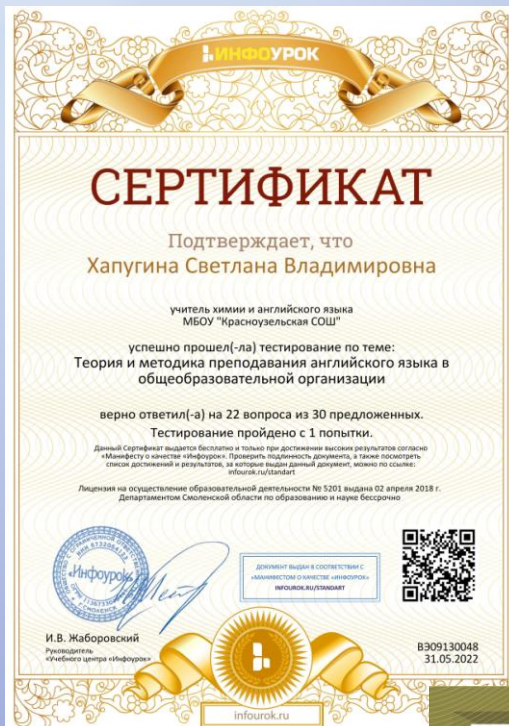 ИНФОУРОК
СЕРТИФИКАТ
Подтверждает, что
Хапугина Светлана Владимировна
учитель химии и английского языка
МБОУ "Красноузельская СОШ"
успешно прошел(-ла) тестирование по теме:
Теория и методика преподавания английского языка в
общеобразовательной организации
верно ответил(-а) на 22 вопроса из 30 предложенных.
Тестирование пройдено с 1 попытки.
Данный Сертификат выдается бесплатно и только при достижении высоких результатов согласно
«Манифесту о качестве «Инфоурок». Проверить подлинность документа, а также посмотреть
список достижений и результатов, за которые выдан данный документ, можно по ссылке:
infourok.ru/standart
Лицензия на осуществление образовательной деятельности № 5201 выдана 02 апреля 2018 г.
Департаментом Смоленской области по образованию и науке бессрочно
«Инфоурок»
ДОКУМЕНТ ВЫДАН В СООТВЕТСТВИИ С
«МАНИФЕСТОМ О КАЧЕСТВЕ «ИНФОУРОК»
INFOUROK.RU/STANDART
И.В. Жаборовский
Руководитель
«Учебного центра «Инфоурок»
ВЭ09130048
31.05.2022
infourok.ru